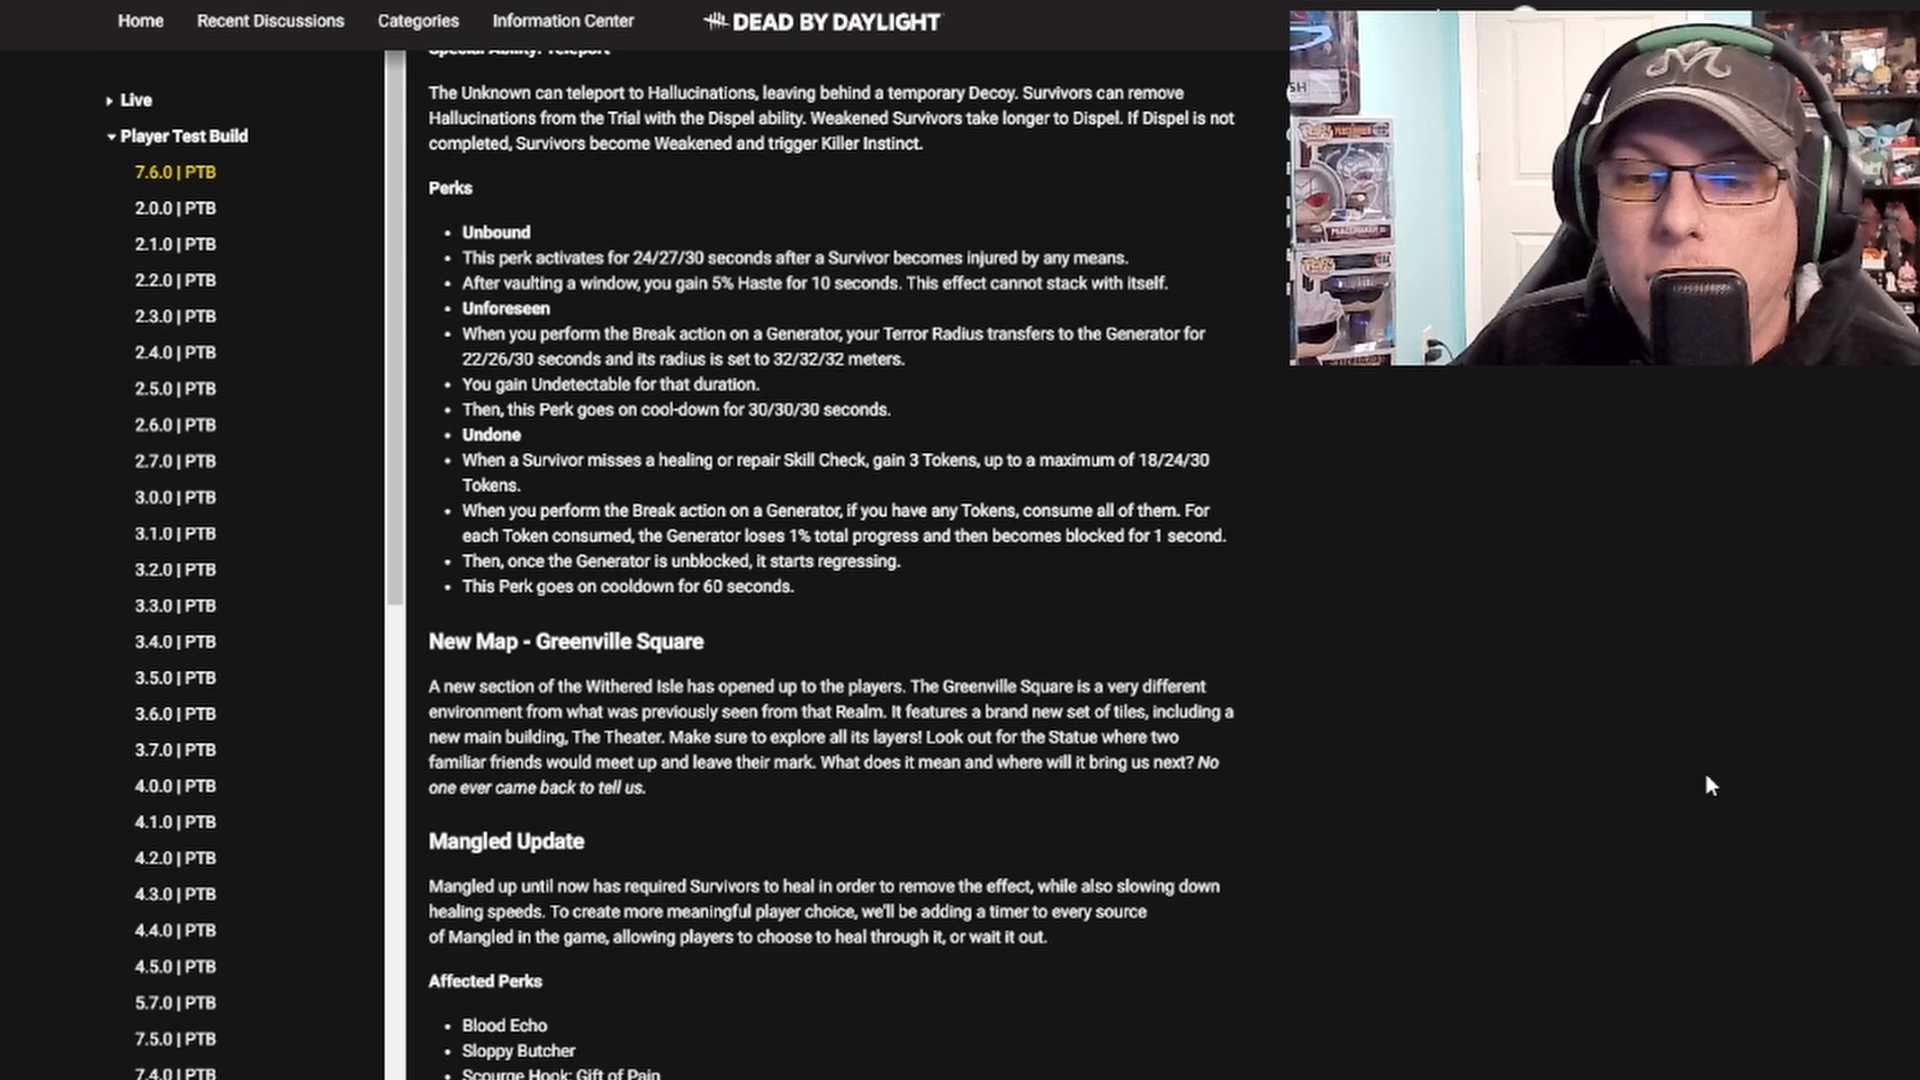 Home Recent Discussions Categories Information Center DEAD BY DAYLIGHT
Live
Player Test Build
7.6.0 | PTB
2.0.0 | PTB
2.1.0 | PTB
2.2.0 | PTB
2.3.0 | PTB
2.4.0 | PTB
2.5.0 | PTB
2.6.0 | PTB
2.7.0 | PTB
3.0.0 | PTB
3.1.0 | PTB
3.2.0 | PTB
3.3.0 | PTB
3.4.0 | PTB
3.5.0 | PTB
3.6.0 | PTB
3.7.0 | PTB
4.0.0 | PTB
4.1.0 | PTB
4.2.0 | PTB
4.3.0 | PTB
4.4.0 | PTB
4.5.0 | PTB
5.7.0 | PTB
7.5.0 | PTB
7.4.0 | PTB
Special Ability: Teleport
The Unknown can teleport to Hallucinations, leaving behind a temporary Decoy. Survivors can remove
Hallucinations from the Trial with the Dispel ability. Weakened Survivors take longer to Dispel. If Dispel is not
completed, Survivors become Weakened and trigger Killer Instinct.
Perks
• Unbound
• This perk activates for 24/27/30 seconds after a Survivor becomes injured by any means.
• After vaulting a window, you gain 5% Haste for 10 seconds. This effect cannot stack with itself.
• Unforeseen
• When you perform the Break action on a Generator, your Terror Radius transfers to the Generator for
22/26/30 seconds and its radius is set to 32/32/32 meters.
• You gain Undetectable for that duration.
• Then, this Perk goes on cool-down for 30/30/30 seconds.
• Undone
• When a Survivor misses a healing or repair Skill Check, gain 3 Tokens, up to a maximum of 18/24/30
Tokens.
• When you perform the Break action on a Generator, if you have any Tokens, consume all of them. For
each Token consumed, the Generator loses 1% total progress and then becomes blocked for 1 second.
• Then, once the Generator is unblocked, it starts regressing.
• This Perk goes on cooldown for 60 seconds.
New Map - Greenville Square
A new section of the Withered Isle has opened up to the players. The Greenville Square is a very different
environment from what was previously seen from that Realm. It features a brand new set of tiles, including a
new main building, The Theater. Make sure to explore all its layers! Look out for the Statue where two
familiar friends would meet up and leave their mark. What does it mean and where will it bring us next? No
one ever came back to tell us.
Mangled Update
Mangled up until now has required Survivors to heal in order to remove the effect, while also slowing down
healing speeds. To create more meaningful player choice, we'll be adding a timer to every source
of Mangled in the game, allowing players to choose to heal through it, or wait it out.
Affected Perks
• Blood Echo
• Sloppy Butcher
• Scourge Hook: Gift of Pain
SH
PEACEMAKER